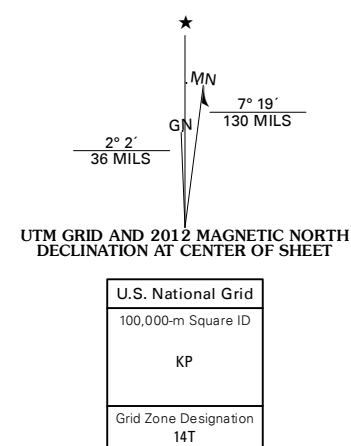 ★
MN
GN
7° 19´
130 MILS
2° 2´
36 MILS
UTM GRID AND 2012 MAGNETIC NORTH
DECLINATION AT CENTER OF SHEET
U.S. National Grid
100,000-m Square ID
KP
Grid Zone Designation
14T